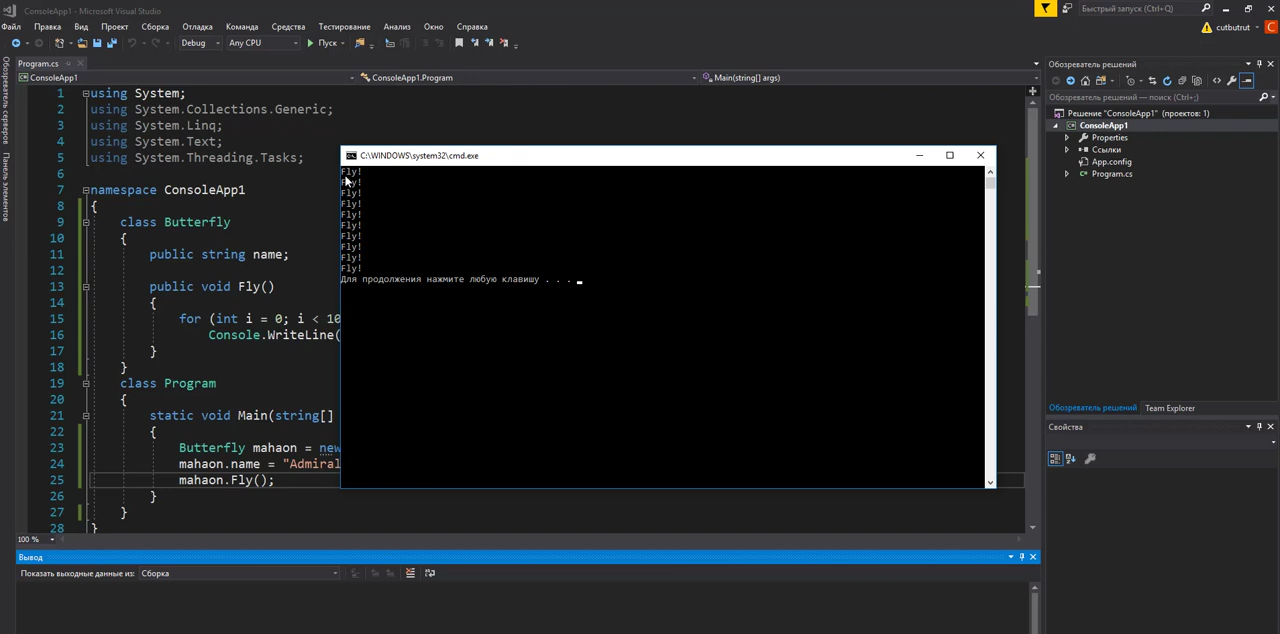 ConsoleApp1 - Microsoft Visual Studio
Быстрый запуск (Ctrl+Q)
Файл Правка Вид Проект Сборка Отладка Команда Средства Тестирование Анализ Окно Справка
cutbutrut C
Debug Any CPU Пуск
Обозреватель серверов
Панель элементов
Program.cs
ConsoleApp1 ConsoleApp1.Program Main(string[] args)
1 using System;
2 using System.Collections.Generic;
3 using System.Linq;
4 using System.Text;
5 using System.Threading.Tasks;
6
7 namespace ConsoleApp1
8 {
9 class Butterfly
10 {
11 public string name;
12
13 public void Fly()
14 {
15 for (int i = 0; i < 10
16 Console.WriteLine(
17 }
18 }
19 class Program
20 {
21 static void Main(string[]
22 {
23 Butterfly mahaon = new
24 mahaon.name = "Admiral
25 mahaon.Fly();
26 }
27 }
28 }
100 %
C:\WINDOWS\system32\cmd.exe
Fly!
Fly!
Fly!
Fly!
Fly!
Fly!
Fly!
Fly!
Fly!
Fly!
Для продолжения нажмите любую клавишу . . .
Обозреватель решений
Обозреватель решений — поиск (Ctrl+;)
Решение "ConsoleApp1" (проектов: 1)
ConsoleApp1
Properties
Ссылки
App.config
Program.cs
Обозреватель решений Team Explorer
Свойства
Вывод
Показать выходные данные из: Сборка